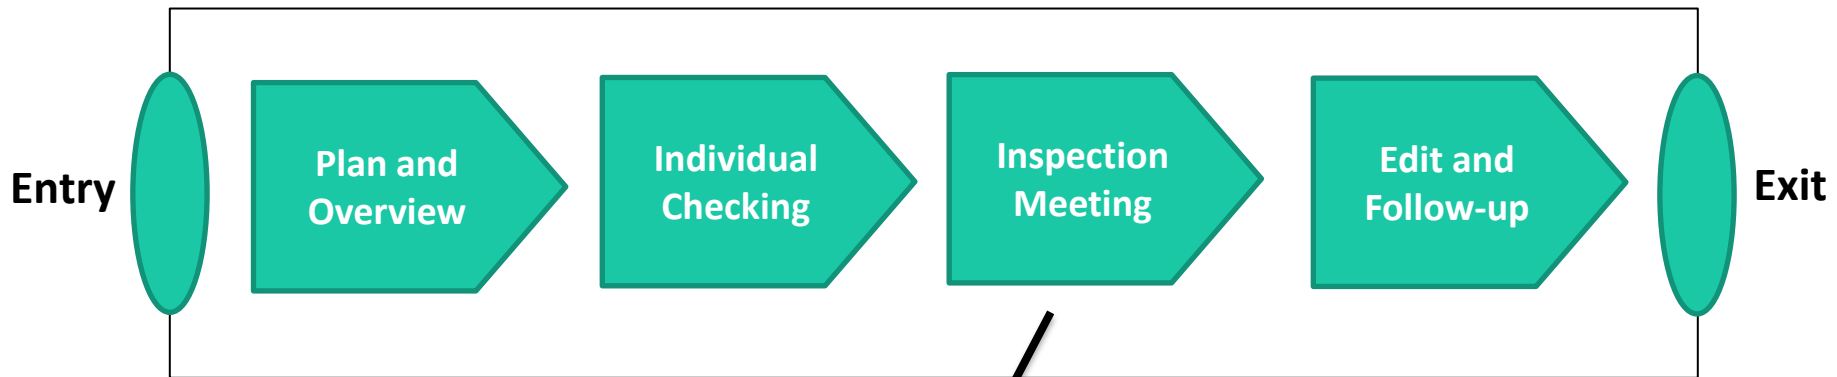 Entry
Plan and
Overview
Individual
Checking
Inspection
Meeting
Edit and
Follow-up
Exit